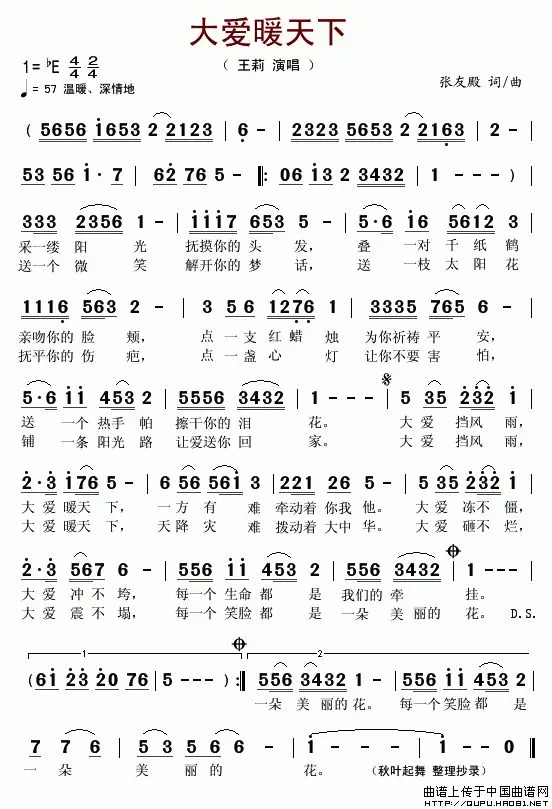 大爱暖天下
（ 王莉 演唱 ）
1= ♭E 4/4 2/4
♩= 57 温暖、深情地
张友殿 词/曲
( 5656 1653 2 2123 | 6 - | 2323 5653 2 2163 |
53 56 1· 7 | 62 76 5 - ‖: 06 13 2 3432 | 1 - - - ) |
333 2356 1 - | 1117 653 5 - | 5·6 16 5612 3 |
采一缕 阳 光 抚摸你的 头 发， 叠 一对 千 纸 鹤
送一个 微 笑 解开你的 梦 话， 送 一枝 太 阳 花
1116 563 2 - | 3 5 6 1276 1 | 3335 765 6 - |
亲吻你的 脸 颊， 点 一 支 红 蜡 烛 为你祈祷 平 安，
抚平你的 伤 疤， 点 一 盏 心 灯 让你不要 害 怕，
5·6 11 453 2 | 5556 3432 | 1 - - - | 5 35 232 1 |
送 一个 热 手 帕 擦干你的 泪 花。 大 爱 挡风 雨，
铺 一条 阳光 路 让爱送你 回 家。 大 爱 挡风 雨，
2·3 176 5 - | 6 56 561 3 | 221 26 5 - | 5 35 232 1 |
大 爱 暖天 下， 一 方 有 难 牵动着 你我 他。 大 爱 冻不 僵，
大 爱 暖天 下， 天 降 灾 难 拨动着 大中 华。 大 爱 砸不 烂，
2·3 567 6 - | 556 11 453 2 | 556 3432 | 1 - - - |
大 爱 冲 不 垮， 每一个 生命 都 是 我们的 牵 挂。
大 爱 震 不 塌， 每一个 笑脸 都 是 一朵 美 丽的 花。 D.S.
1 2
(61 23 20 76 | 5 - - - ) :‖ 556 3432 | 1 - - - | 556 11 453 2 |
一朵 美 丽的 花。 每一个 笑脸 都 是
7 7 6 | 5 3 5 6 | 1 - - - | 1 - - - ‖
一 朵 美 丽 的 花。 （秋叶起舞 整理抄录）
曲谱上传于中国曲谱网
HTTP://QUPU.HAO81.NET